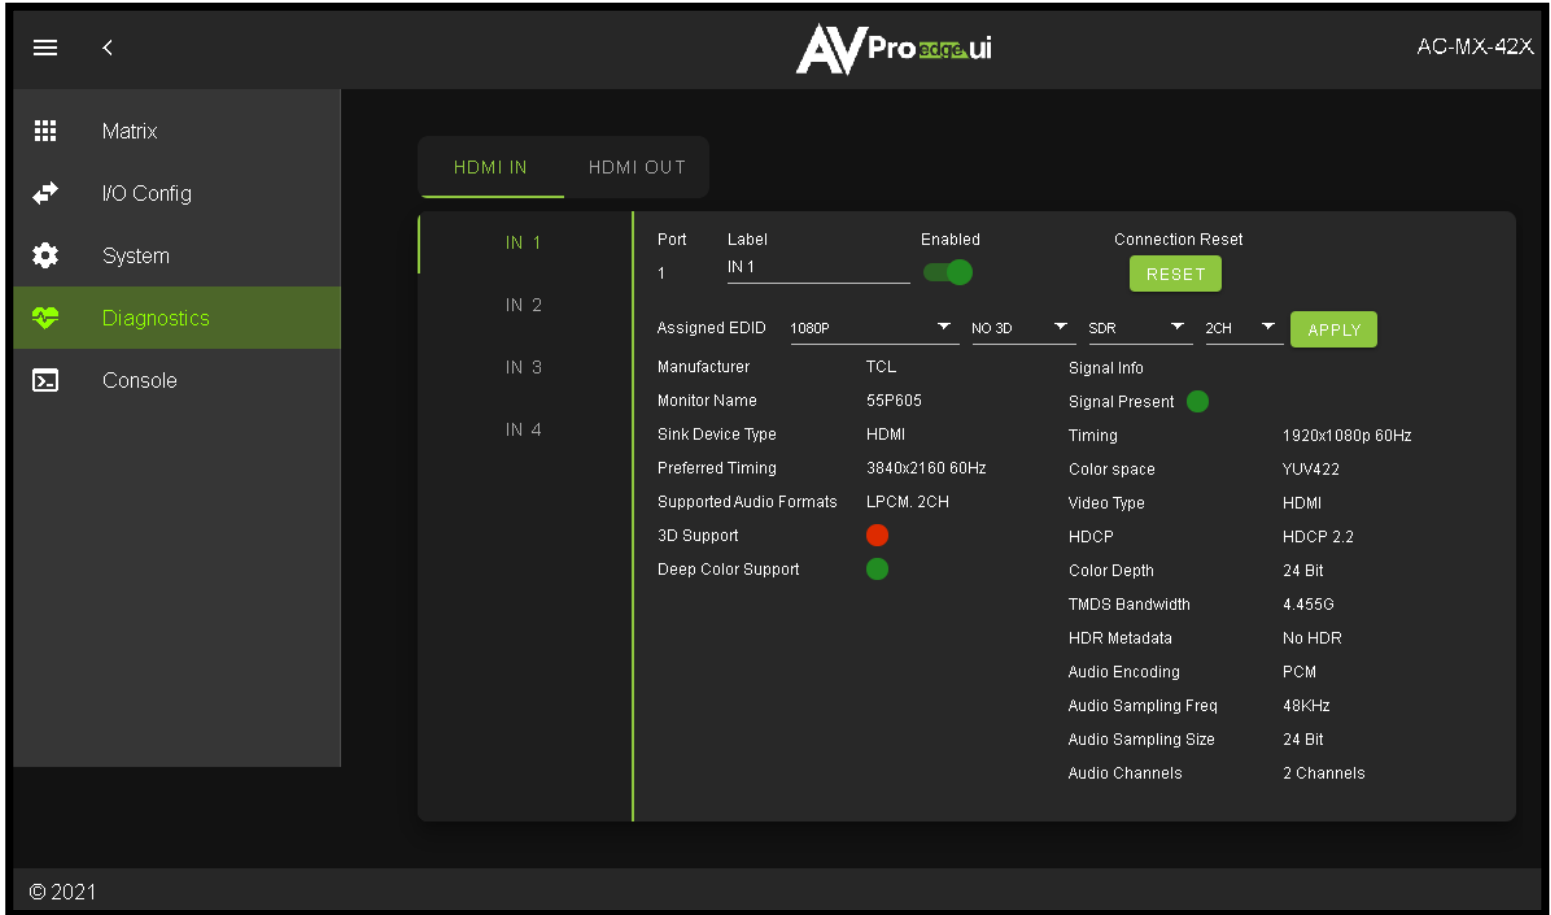 AVPro edge.ui
AC-MX-42X
Matrix
I/O Config
System
Diagnostics
Console
HDMI IN HDMI OUT
IN 1
IN 2
IN 3
IN 4
Port Label Enabled Connection Reset
1 IN 1 RESET
Assigned EDID 1080P NO 3D SDR 2CH APPLY
Manufacturer TCL
Monitor Name 55P605
Sink Device Type HDMI
Preferred Timing 3840x2160 60Hz
Supported Audio Formats LPCM. 2CH
3D Support
Deep Color Support
Signal Info
Signal Present
Timing 1920x1080p 60Hz
Color space YUV422
Video Type HDMI
HDCP HDCP 2.2
Color Depth 24 Bit
TMDS Bandwidth 4.455G
HDR Metadata No HDR
Audio Encoding PCM
Audio Sampling Freq 48KHz
Audio Sampling Size 24 Bit
Audio Channels 2 Channels
© 2021